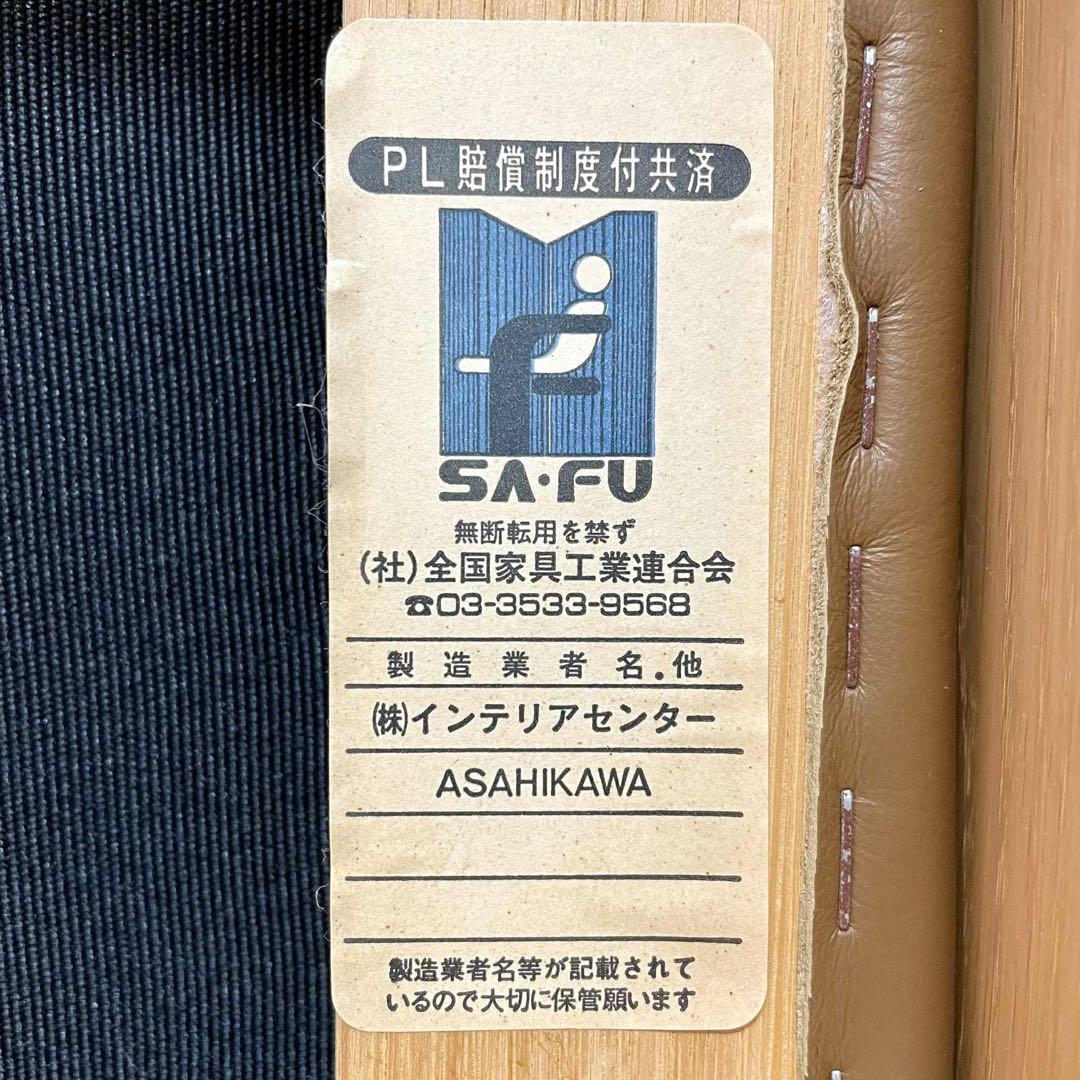 PL賠償制度付共済
SA·FU
無断転用を禁ず
(社)全国家具工業連合会
☎03-3533-9568
製造業者名.他
(株)インテリアセンター
ASAHIKAWA
製造業者名等が記載されて
いるので大切に保管願います